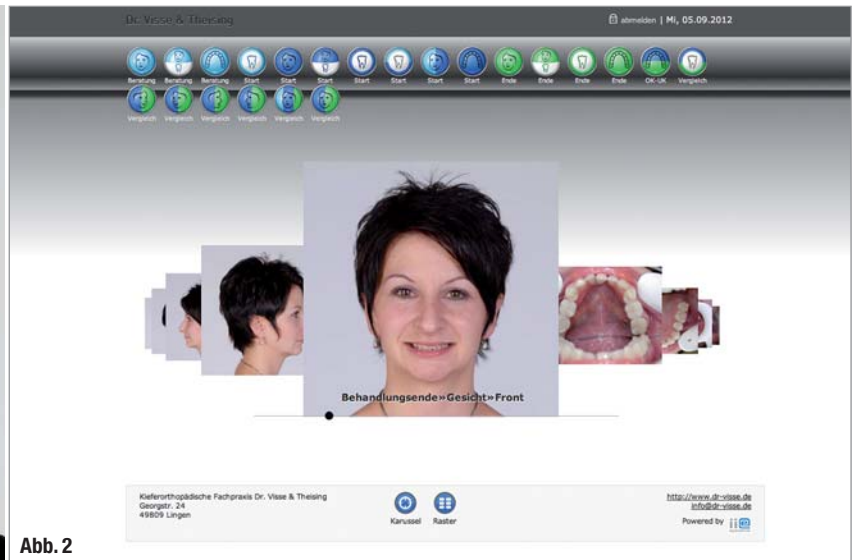 Dr. Visse & Theising
abmelden | Mi, 05.09.2012
Beratung Beratung Beratung Start Start Start Start Start Start Start Ende Ende Ende Ende OK-UK Vergleich
Vergleich Vergleich Vergleich Vergleich Vergleich Vergleich
Behandlungsende»Gesicht»Front
Kieferorthopädische Fachpraxis Dr. Visse & Theising
Georgstr. 24
49809 Lingen
Karussel Raster
http://www.dr-visse.de
info@dr-visse.de
Powered by
Abb. 2